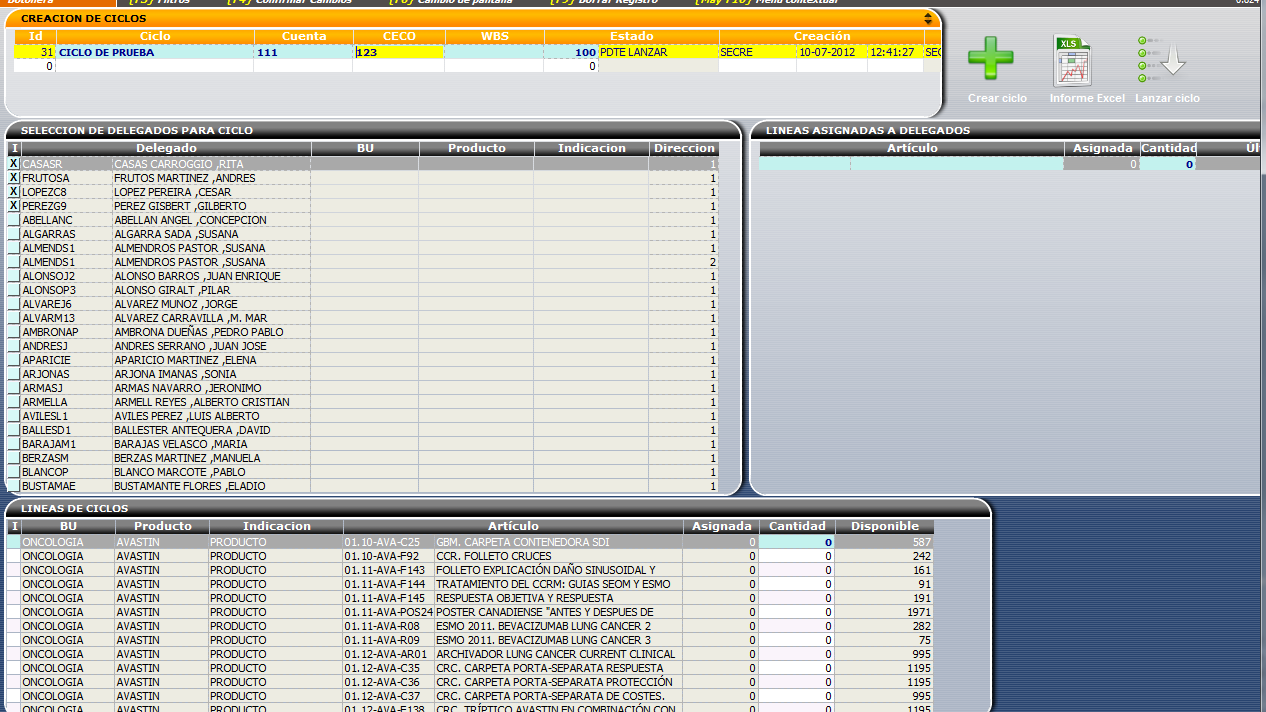 Botonera [F5] Filtros [F4] Confirmar Cambios [F6] Cambio de pantalla [F9] Borrar Registro [May F10] Menú contextual 6.024
CREACION DE CICLOS
Id Ciclo Cuenta CECO WBS Estado Creación
31 CICLO DE PRUEBA 111 123 100 PDTE LANZAR SECRE 10-07-2012 12:41:27 SEC
0 0
XLS
Crear ciclo Informe Excel Lanzar ciclo
SELECCION DE DELEGADOS PARA CICLO
I Delegado BU Producto Indicacion Direccion
X CASASR CASAS CARROGGIO ,RITA 1
X FRUTOSA FRUTOS MARTINEZ ,ANDRES 1
X LOPEZC8 LOPEZ PEREIRA ,CESAR 1
X PEREZG9 PEREZ GISBERT ,GILBERTO 1
ABELLANC ABELLAN ANGEL ,CONCEPCION 1
ALGARRAS ALGARRA SADA ,SUSANA 1
ALMENDS1 ALMENDROS PASTOR ,SUSANA 1
ALMENDS1 ALMENDROS PASTOR ,SUSANA 2
ALONSOJ2 ALONSO BARROS ,JUAN ENRIQUE 1
ALONSOP3 ALONSO GIRALT ,PILAR 1
ALVAREJ6 ALVAREZ MUNOZ ,JORGE 1
ALVARM13 ALVAREZ CARRAVILLA ,M. MAR 1
AMBRONAP AMBRONA DUEÑAS ,PEDRO PABLO 1
ANDRESJ ANDRES SERRANO ,JUAN JOSE 1
APARICIE APARICIO MARTINEZ ,ELENA 1
ARJONAS ARJONA IMANAS ,SONIA 1
ARMASJ ARMAS NAVARRO ,JERONIMO 1
ARMELLA ARMELL REYES ,ALBERTO CRISTIAN 1
AVILESL1 AVILES PEREZ ,LUIS ALBERTO 1
BALLESD1 BALLESTER ANTEQUERA ,DAVID 1
BARAJAM1 BARAJAS VELASCO ,MARIA 1
BERZASM BERZAS MARTINEZ ,MANUELA 1
BLANCOP BLANCO MARCOTE ,PABLO 1
BUSTAMAE BUSTAMANTE FLORES ,ELADIO 1
LINEAS ASIGNADAS A DELEGADOS
Artículo Asignada Cantidad Úl
0 0
LINEAS DE CICLOS
I BU Producto Indicacion Artículo Asignada Cantidad Disponible
ONCOLOGIA AVASTIN PRODUCTO 01.10-AVA-C25 GBM. CARPETA CONTENEDORA SDI 0 0 587
ONCOLOGIA AVASTIN PRODUCTO 01.10-AVA-F92 CCR. FOLLETO CRUCES 0 0 242
ONCOLOGIA AVASTIN PRODUCTO 01.11-AVA-F143 FOLLETO EXPLICACIÓN DAÑO SINUSOIDAL Y 0 0 161
ONCOLOGIA AVASTIN PRODUCTO 01.11-AVA-F144 TRATAMIENTO DEL CCRM: GUIAS SEOM Y ESMO 0 0 91
ONCOLOGIA AVASTIN PRODUCTO 01.11-AVA-F145 RESPUESTA OBJETIVA Y RESPUESTA 0 0 191
ONCOLOGIA AVASTIN PRODUCTO 01.11-AVA-POS24 POSTER CANADIENSE "ANTES Y DESPUES DE 0 0 1971
ONCOLOGIA AVASTIN PRODUCTO 01.11-AVA-R08 ESMO 2011. BEVACIZUMAB LUNG CANCER 2 0 0 282
ONCOLOGIA AVASTIN PRODUCTO 01.11-AVA-R09 ESMO 2011. BEVACIZUMAB LUNG CANCER 3 0 0 75
ONCOLOGIA AVASTIN PRODUCTO 01.12-AVA-AR01 ARCHIVADOR LUNG CANCER CURRENT CLINICAL 0 0 995
ONCOLOGIA AVASTIN PRODUCTO 01.12-AVA-C35 CRC. CARPETA PORTA-SEPARATA RESPUESTA 0 0 1195
ONCOLOGIA AVASTIN PRODUCTO 01.12-AVA-C36 CRC. CARPETA PORTA-SEPARATA PROTECCIÓN 0 0 1195
ONCOLOGIA AVASTIN PRODUCTO 01.12-AVA-C37 CRC. CARPETA PORTA-SEPARATA DE COSTES. 0 0 995
ONCOLOGIA AVASTIN PRODUCTO 01.12-AVA-F138 CRC. TRÍPTICO AVASTIN EN COMBINACIÓN CON 0 0 1195